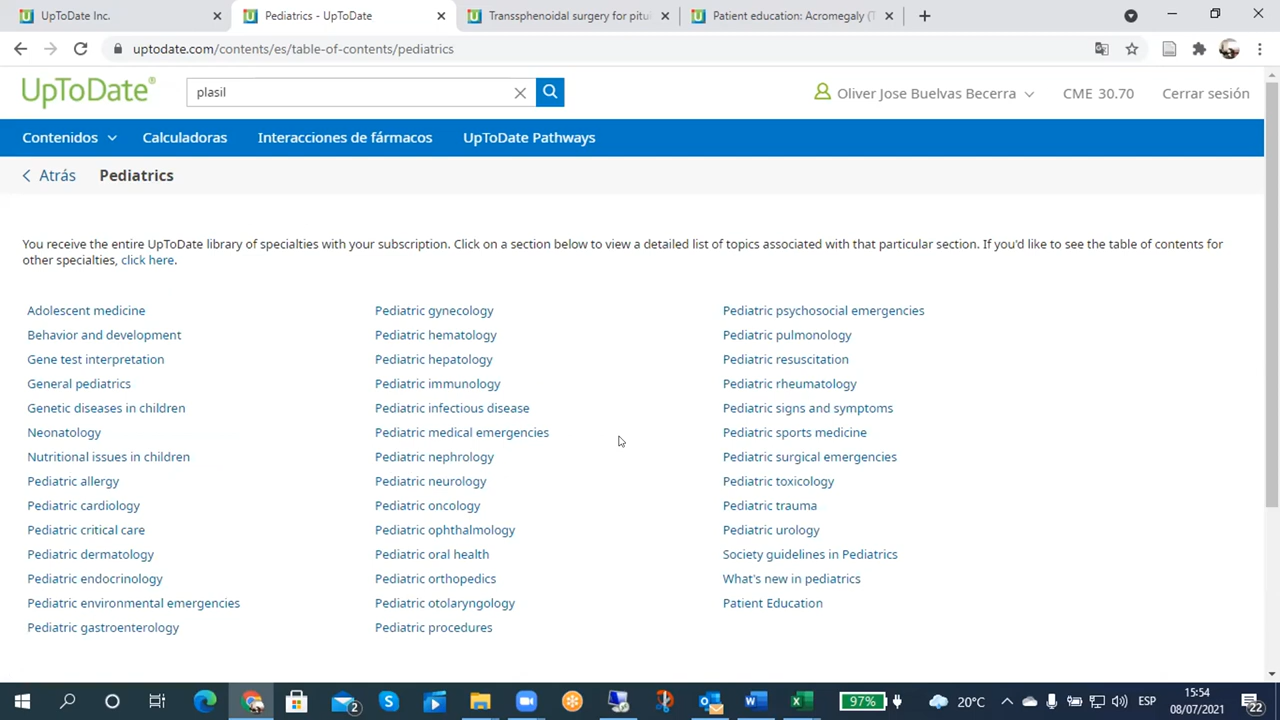 UpToDate Inc.
Pediatrics - UpToDate
Transsphenoidal surgery for pitu
Patient education: Acromegaly (T
uptodate.com/contents/es/table-of-contents/pediatrics
UpToDate®
plasil
Oliver Jose Buelvas Becerra
CME 30.70
Cerrar sesión
Contenidos
Calculadoras
Interacciones de fármacos
UpToDate Pathways
Atrás
Pediatrics
You receive the entire UpToDate library of specialties with your subscription. Click on a section below to view a detailed list of topics associated with that particular section. If you'd like to see the table of contents for
other specialties, click here.
Adolescent medicine
Behavior and development
Gene test interpretation
General pediatrics
Genetic diseases in children
Neonatology
Nutritional issues in children
Pediatric allergy
Pediatric cardiology
Pediatric critical care
Pediatric dermatology
Pediatric endocrinology
Pediatric environmental emergencies
Pediatric gastroenterology
Pediatric gynecology
Pediatric hematology
Pediatric hepatology
Pediatric immunology
Pediatric infectious disease
Pediatric medical emergencies
Pediatric nephrology
Pediatric neurology
Pediatric oncology
Pediatric ophthalmology
Pediatric oral health
Pediatric orthopedics
Pediatric otolaryngology
Pediatric procedures
Pediatric psychosocial emergencies
Pediatric pulmonology
Pediatric resuscitation
Pediatric rheumatology
Pediatric signs and symptoms
Pediatric sports medicine
Pediatric surgical emergencies
Pediatric toxicology
Pediatric trauma
Pediatric urology
Society guidelines in Pediatrics
What's new in pediatrics
Patient Education
2
97%
20°C
ESP
15:54
08/07/2021
22